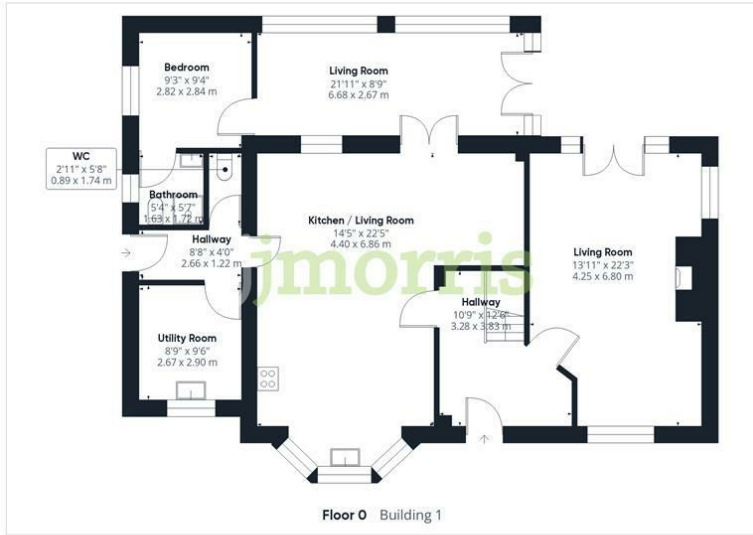 Bedroom
9'3" x 9'4"
2.82 x 2.84 m
Living Room
21'11" x 8'9"
6.68 x 2.67 m
WC
2'11" x 5'8"
0.89 x 1.74 m
Bathroom
5'4" x 5'7"
1.63 x 1.72 m
Hallway
8'8" x 4'0"
2.66 x 1.22 m
Kitchen / Living Room
14'5" x 22'5"
4.40 x 6.86 m
Living Room
13'11" x 22'3"
4.25 x 6.80 m
jjmorris
Hallway
10'9" x 12'6"
3.28 x 3.83 m
Utility Room
8'9" x 9'6"
2.67 x 2.90 m
Floor 0 Building 1